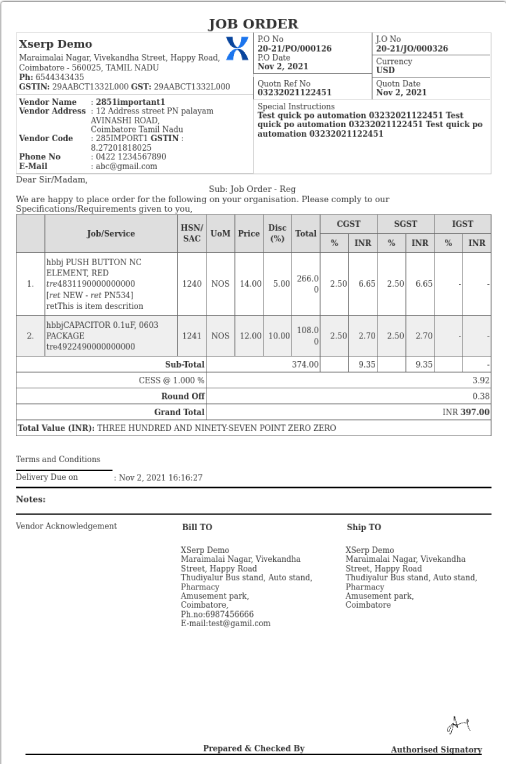 JOB ORDER
Xserp Demo
Maraimalai Nagar, Vivekandha Street, Happy Road,
Coimbatore - 560025, TAMIL NADU
Ph: 6544343435
GSTIN: 29AABCT1332L000 GST: 29AABCT1332L000
P.O No
20-21/PO/000126
P.O Date
Nov 2, 2021
J.O No
20-21/JO/000326
Currency
USD
Quotn Ref No
03232021122451
Quotn Date
Nov 2, 2021
Vendor Name : 2851important1
Vendor Address : 12 Address street PN palayam
AVINASHI ROAD,
Coimbatore Tamil Nadu
Vendor Code : 285IMPORT1 GSTIN :
8.27201818025
Phone No : 0422 1234567890
E-Mail : abc@gmail.com
Special Instructions
Test quick po automation 03232021122451 Test
quick po automation 03232021122451 Test quick po
automation 03232021122451
Dear Sir/Madam,
Sub: Job Order - Reg
We are happy to place order for the following on your organisation. Please comply to our
Specifications/Requirements given to you,
Job/Service HSN/ SAC UoM Price Disc (%) Total CGST SGST IGST
% INR % INR % INR
1. hbbj PUSH BUTTON NC
ELEMENT, RED
tre4831190000000000
[ret NEW - ret PN534]
retThis is item descrition
1240 NOS 14.00 5.00 266.0
0
2.50 6.65 2.50 6.65 - -
2. hbbjCAPACITOR 0.1uF, 0603
PACKAGE
tre4922490000000000
1241 NOS 12.00 10.00 108.0
0
2.50 2.70 2.50 2.70 - -
Sub-Total 374.00 9.35 9.35 -
CESS @ 1.000 % 3.92
Round Off 0.38
Grand Total INR 397.00
Total Value (INR): THREE HUNDRED AND NINETY-SEVEN POINT ZERO ZERO
Terms and Conditions
Delivery Due on : Nov 2, 2021 16:16:27
Notes:
Vendor Acknowledgement
Bill TO
XSerp Demo
Maraimalai Nagar, Vivekandha
Street, Happy Road
Thudiyalur Bus stand, Auto stand,
Pharmacy
Amusement park,
Coimbatore,
Ph.no:6987456666
E-mail:test@gamil.com
Ship TO
XSerp Demo
Maraimalai Nagar, Vivekandha
Street, Happy Road
Thudiyalur Bus stand, Auto stand,
Pharmacy
Amusement park,
Coimbatore
Prepared & Checked By
Authorised Signatory